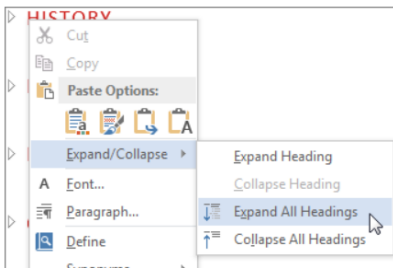 HISTORY
Cut
Copy
Paste Options:
Expand/Collapse
Expand Heading
Collapse Heading
Font...
Paragraph...
Expand All Headings
Define
Collapse All Headings
Synonyms